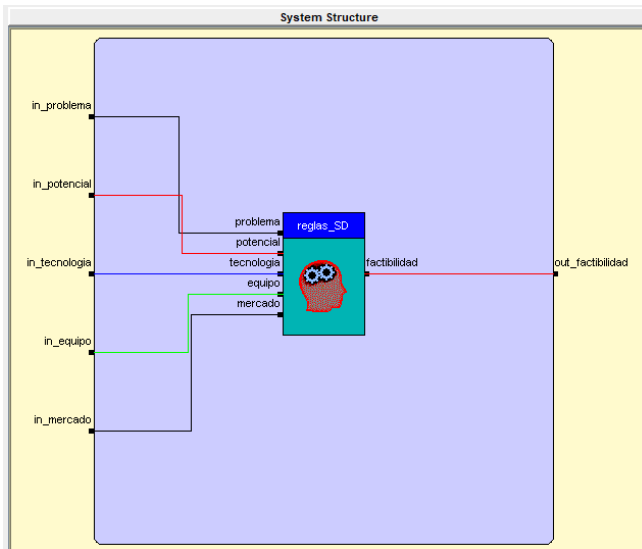 System Structure
in_problema
in_potencial
in_tecnologia
in_equipo
in_mercado
problema
potencial
tecnologia
equipo
mercado
reglas_SD
factibilidad
out_factibilidad